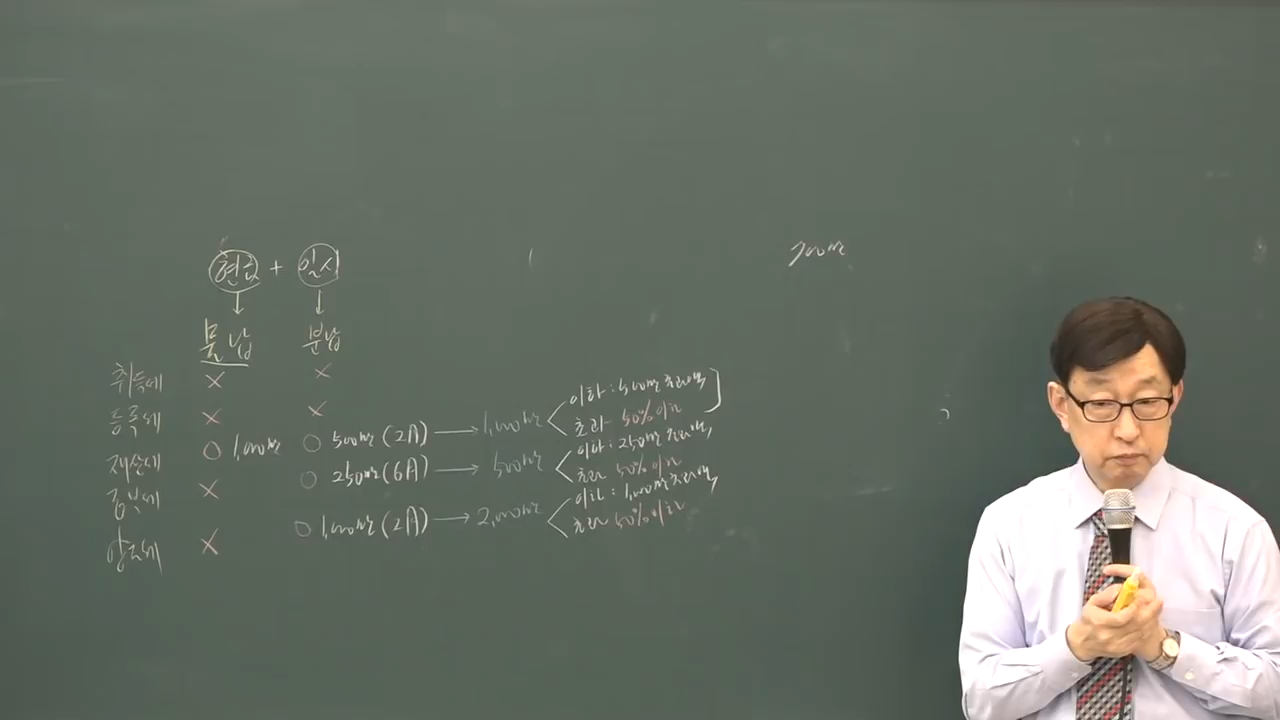 현금 + 일시
700만
물납 분납
취득세 × ×
등록세 × ×
재산세 ○ 1,000만 ○ 500만 (2月) → 1,000만 이하 : 500만 초과액, 초과 50% 이하
종부세 × ○ 250만 (6月) → 500만 이하 : 250만 초과액, 초과 50% 이하
양도세 × ○ 1,000만 (2月) → 2,000만 이하 : 1,000만 초과액, 초과 50% 이하